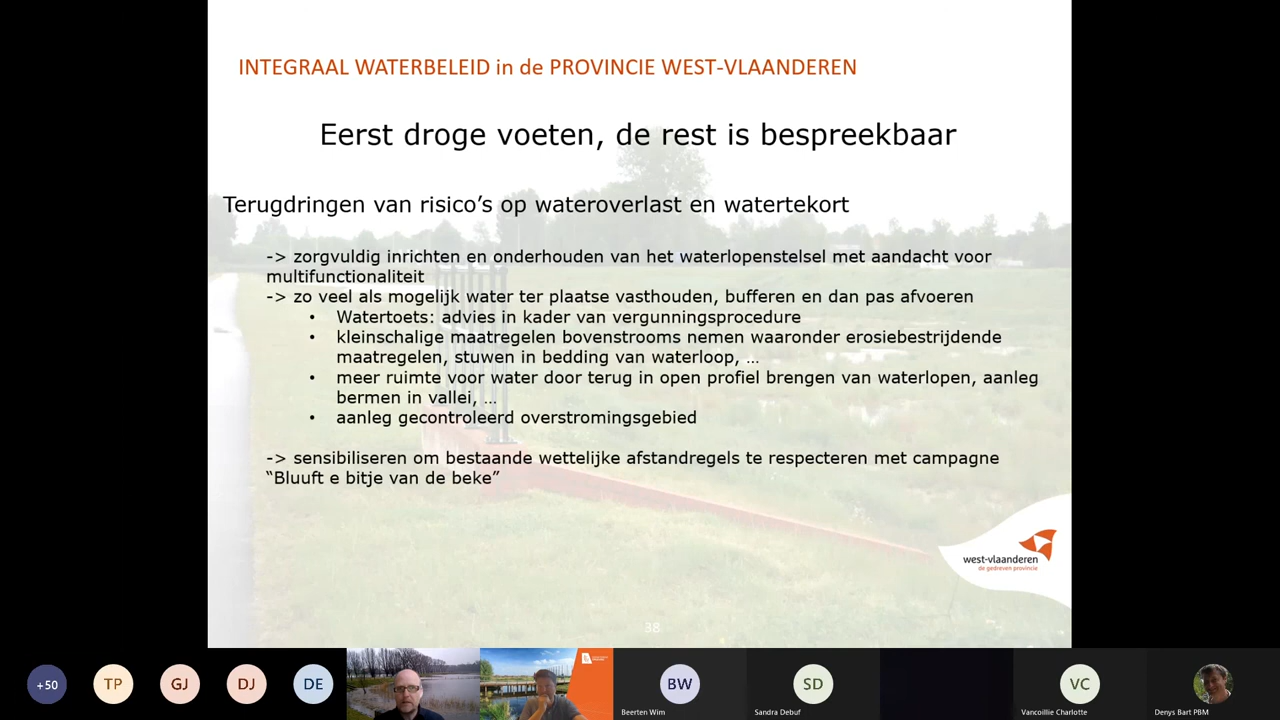 INTEGRAAL WATERBELEID in de PROVINCIE WEST-VLAANDEREN
Eerst droge voeten, de rest is bespreekbaar
Terugdringen van risico’s op wateroverlast en watertekort
-> zorgvuldig inrichten en onderhouden van het waterlopenstelsel met aandacht voor
multifunctionaliteit
-> zo veel als mogelijk water ter plaatse vasthouden, bufferen en dan pas afvoeren
• Watertoets: advies in kader van vergunningsprocedure
• kleinschalige maatregelen bovenstrooms nemen waaronder erosiebestrijdende
maatregelen, stuwen in bedding van waterloop, …
• meer ruimte voor water door terug in open profiel brengen van waterlopen, aanleg
bermen in vallei, …
• aanleg gecontroleerd overstromingsgebied
-> sensibiliseren om bestaande wettelijke afstandregels te respecteren met campagne
“Bluuft e bitje van de beke”
west-vlaanderen
de gedreven provincie
38
+50
TP
GJ
DJ
DE
BW
SD
VC
Beerten Wim
Sandra Debuf
Vancoillie Charlotte
Denys Bart PBM